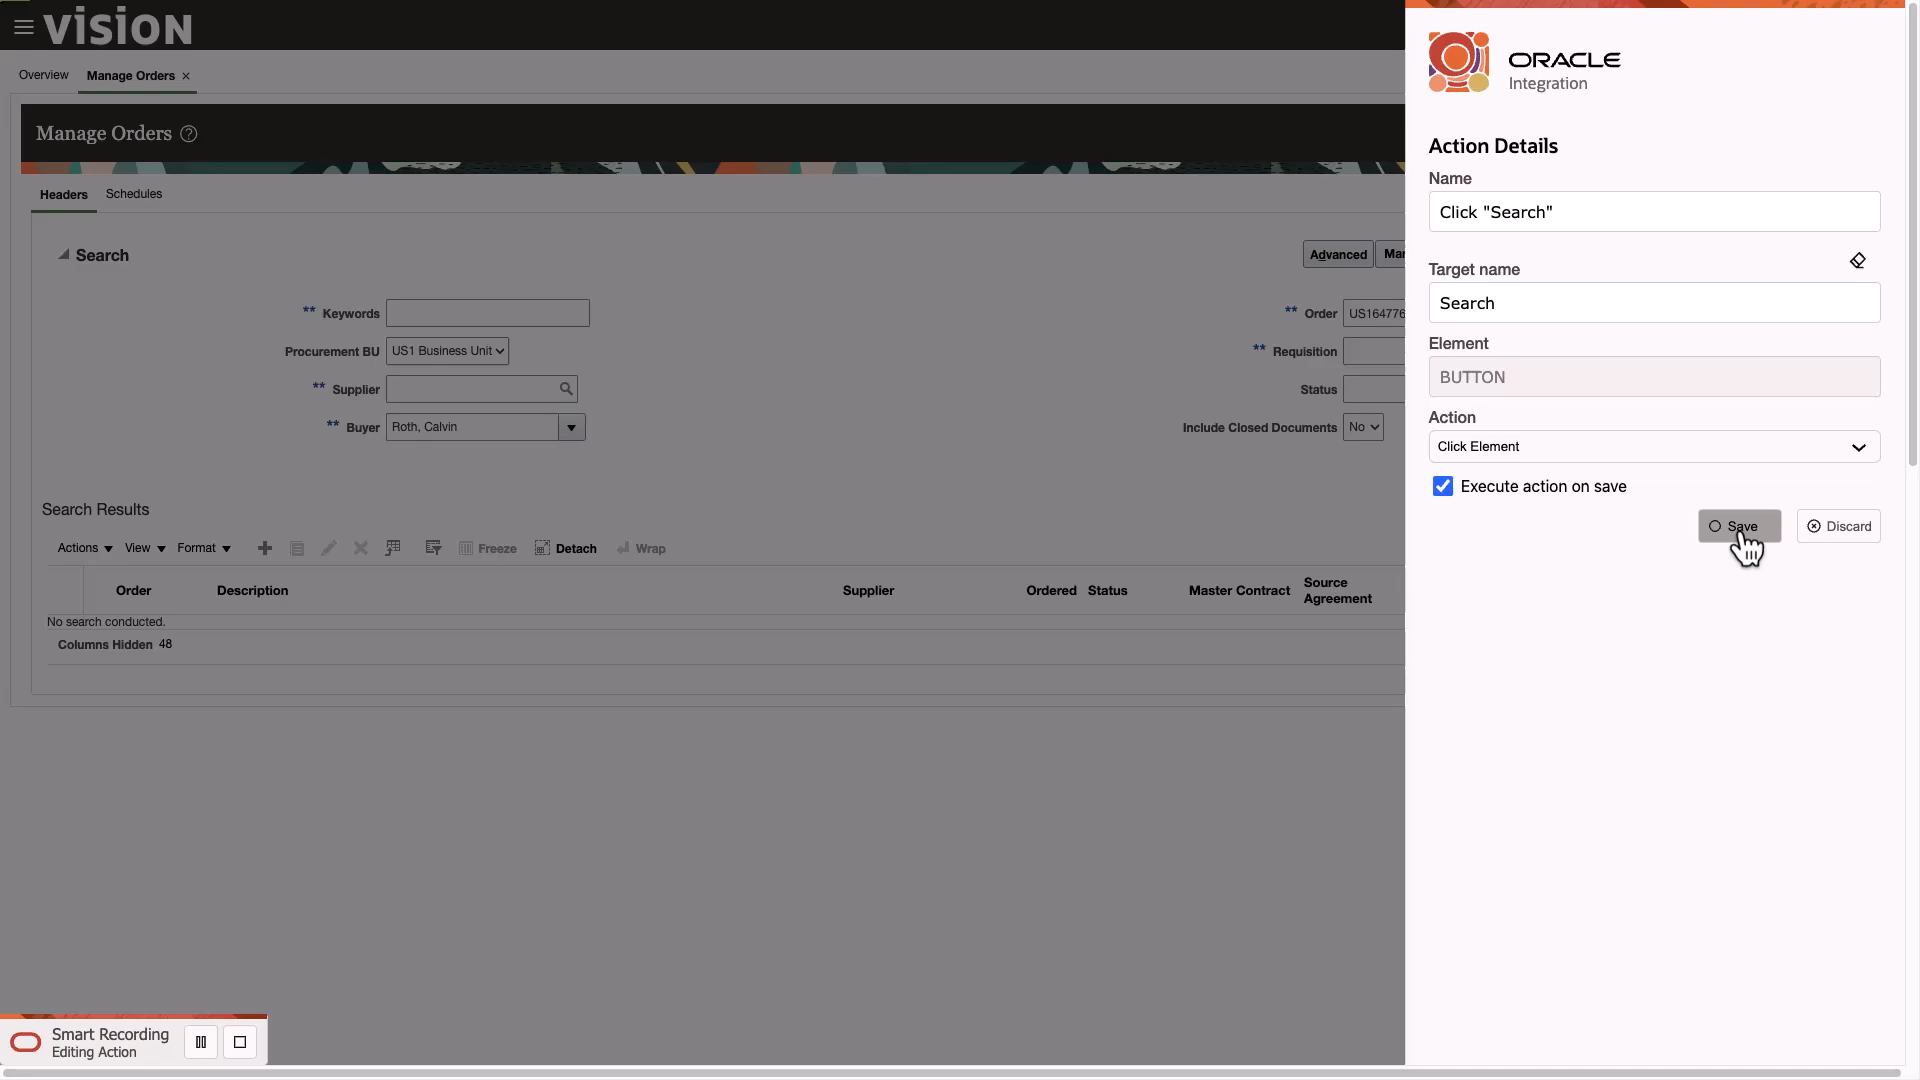 VISION
Overview
Manage Orders ×
Manage Orders ?
Headers
Schedules
Search
Advanced
** Keywords
Procurement BU
US1 Business Unit
** Supplier
** Buyer
Roth, Calvin
** Order
US164776
** Requisition
Status
Include Closed Documents
No
Search Results
Actions
View
Format
Freeze
Detach
Wrap
Order
Description
Supplier
Ordered
Status
Master Contract
Source
Agreement
No search conducted.
Columns Hidden 48
ORACLE
Integration
Action Details
Name
Click "Search"
Target name
Search
Element
BUTTON
Action
Click Element
Execute action on save
Save
Discard
Smart Recording
Editing Action